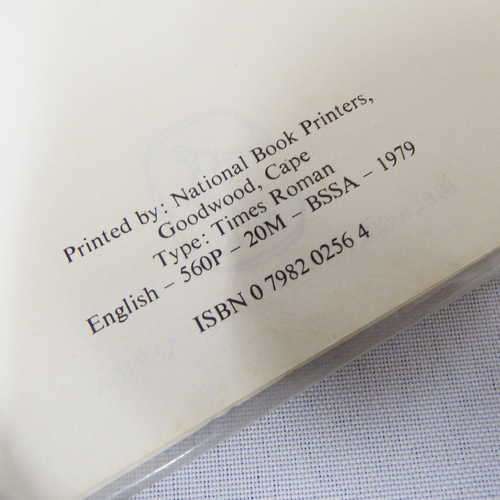 Printed by: National Book Printers,
Goodwood, Cape
Type: Times Roman
English – 560P – 20M – BSSA – 1979
ISBN 0 7982 0256 4